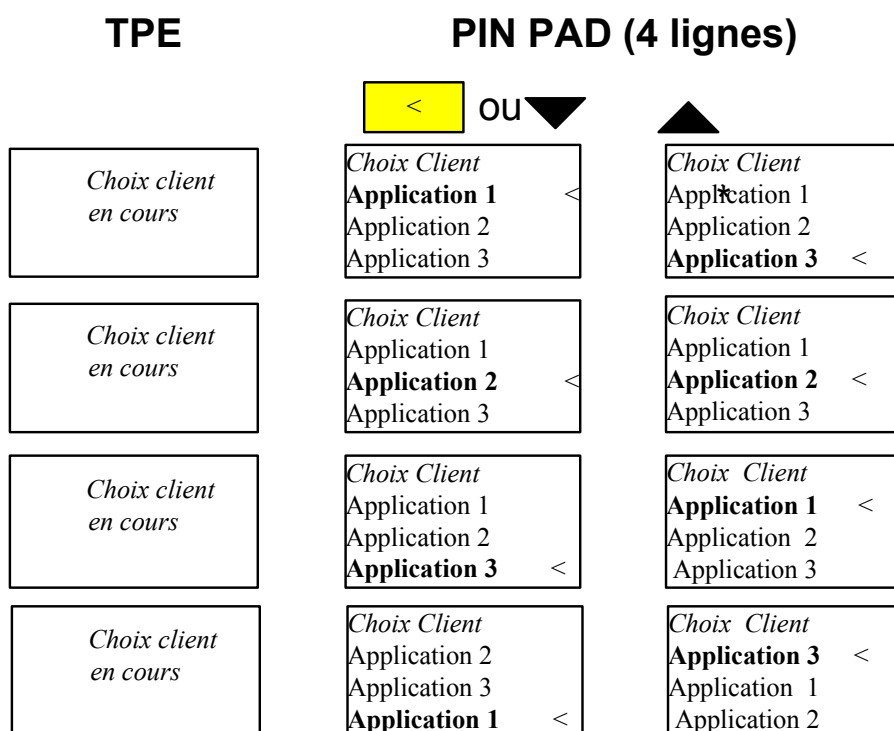 TPE
PIN PAD (4 lignes)
< ou
Choix client
en cours
Choix Client
Application 1 <
Application 2
Application 3
Choix Client
Application 1
*
Application 2
Application 3 <
Choix client
en cours
Choix Client
Application 1
Application 2 <
Application 3
Choix Client
Application 1
Application 2 <
Application 3
Choix client
en cours
Choix Client
Application 1
Application 2
Application 3 <
Choix Client
Application 1 <
Application 2
Application 3
Choix client
en cours
Choix Client
Application 2
Application 3
Application 1 <
Choix Client
Application 3 <
Application 1
Application 2